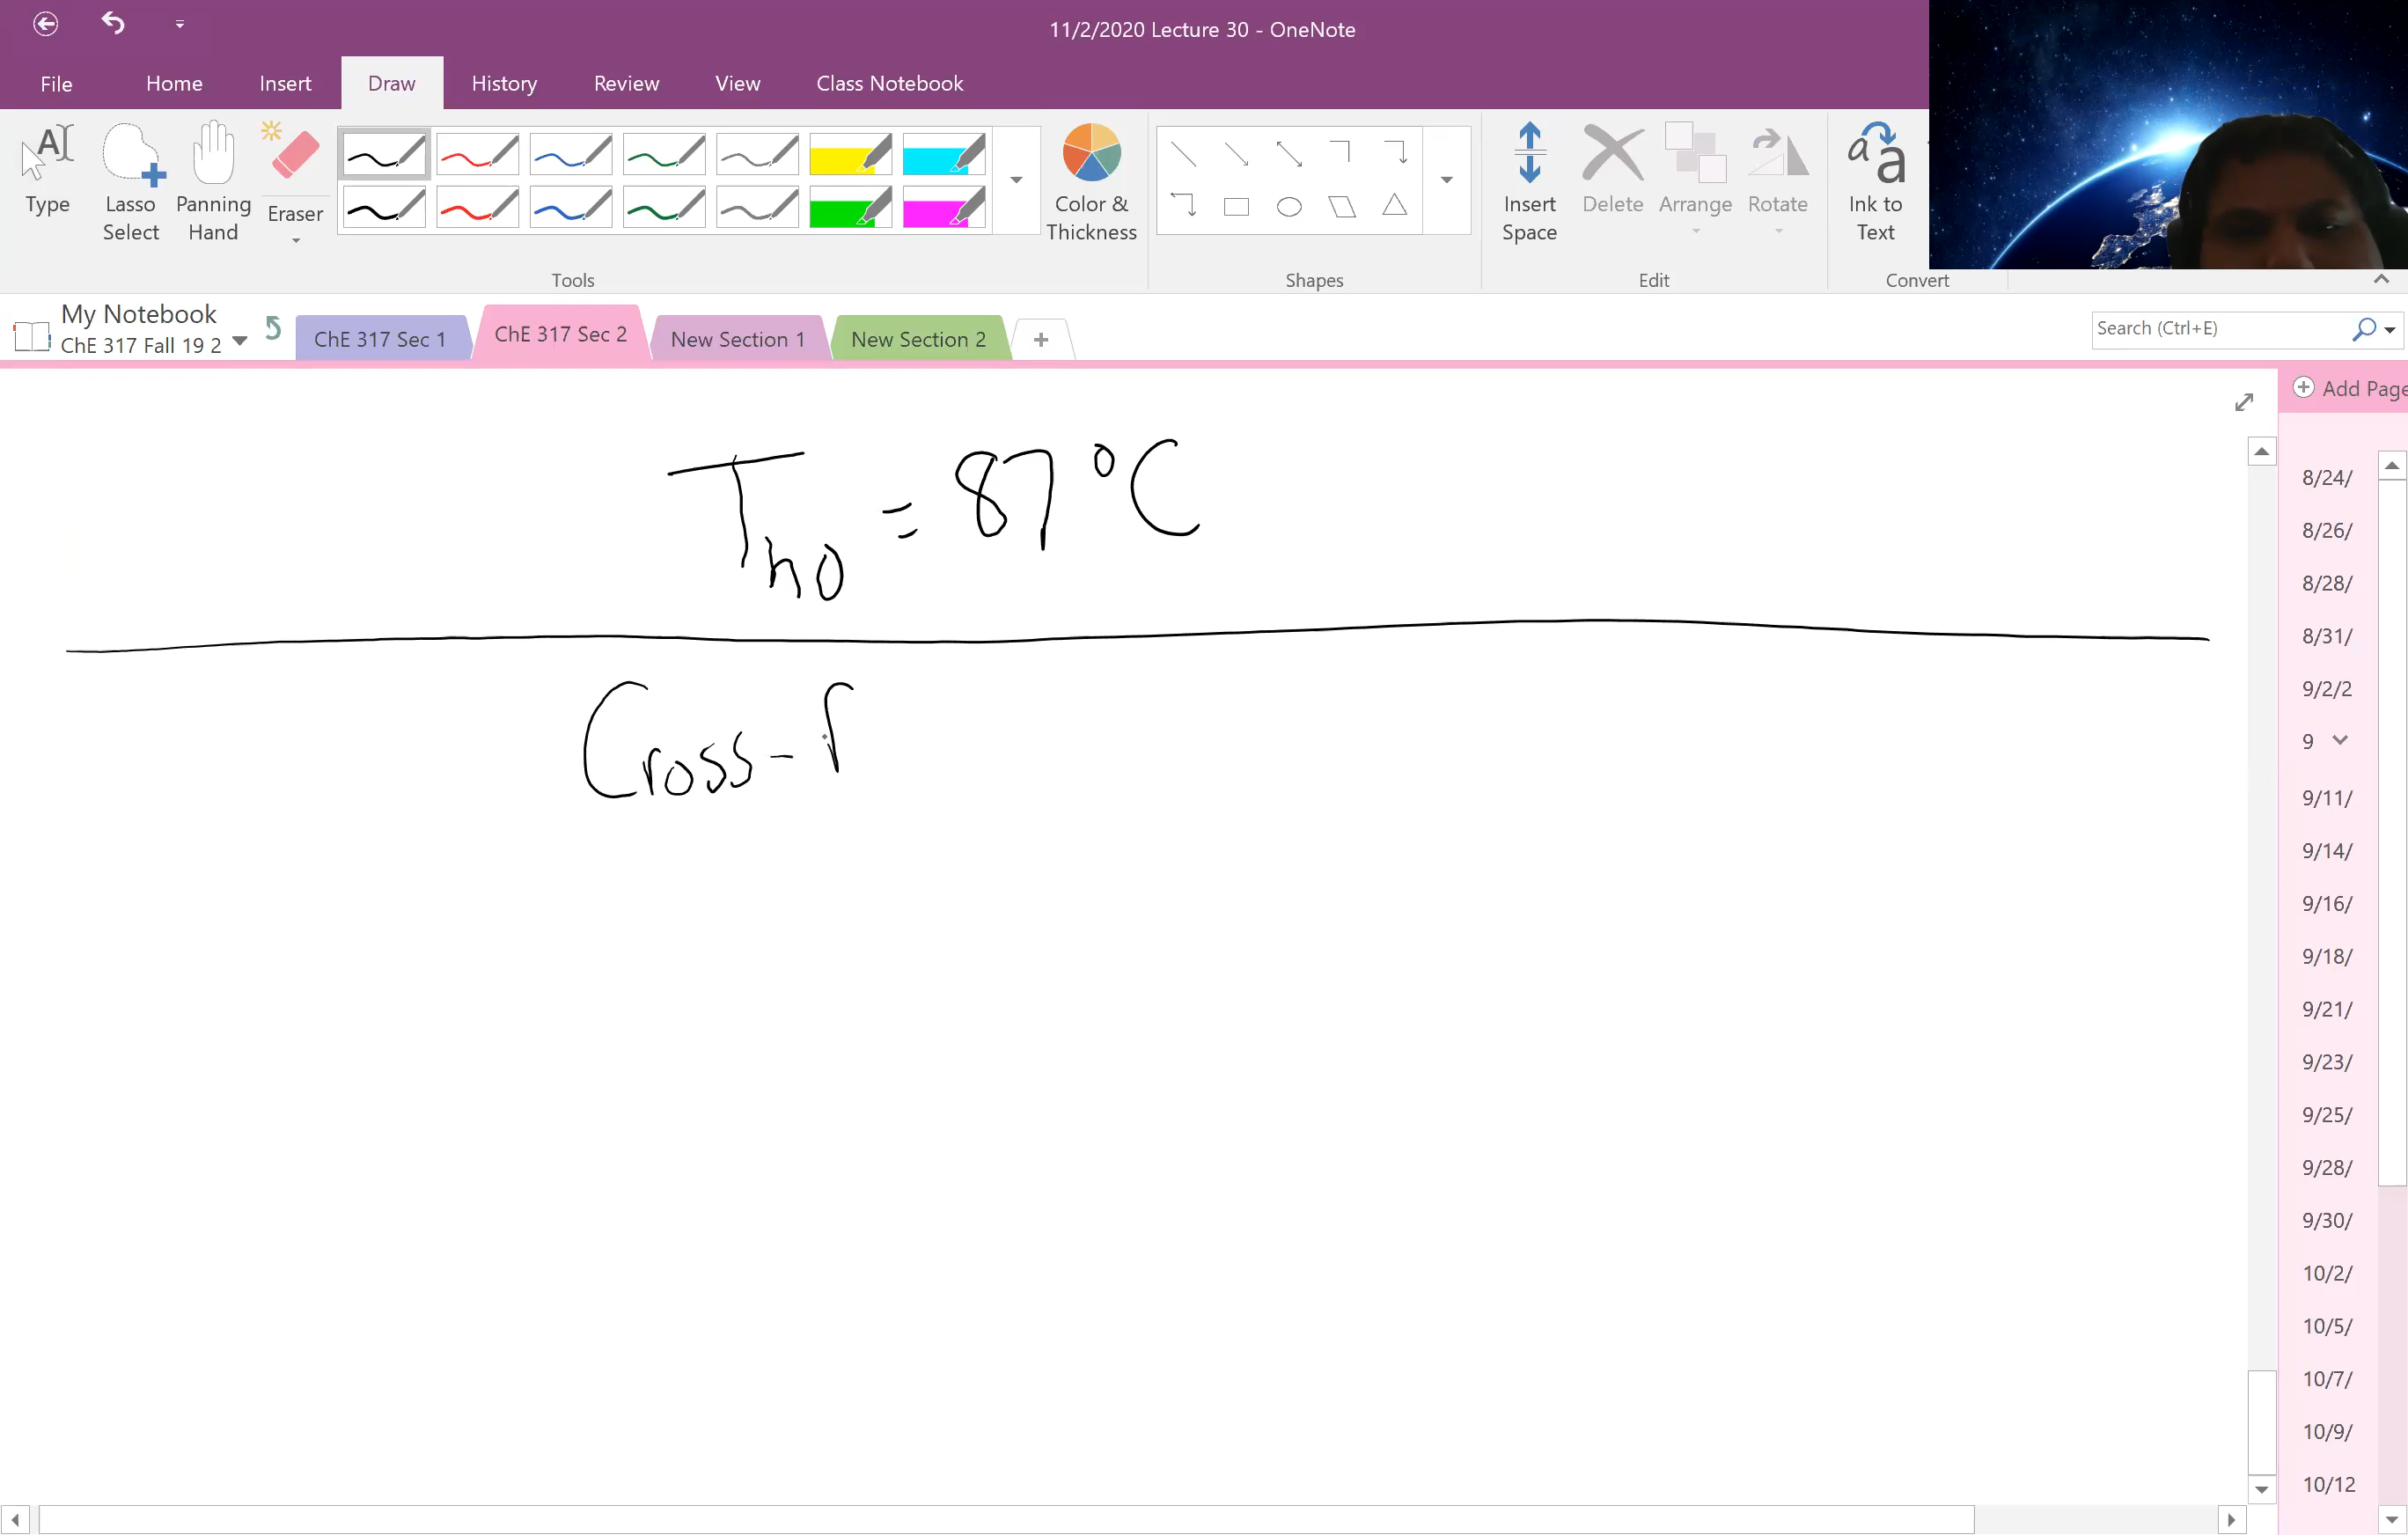 11/2/2020 Lecture 30 - OneNote
File Home Insert Draw History Review View Class Notebook
Type
Lasso Select
Panning Hand
Eraser
Color & Thickness
Insert Space
Delete
Arrange
Rotate
Ink to Text
Tools
Shapes
Edit
Convert
My Notebook
ChE 317 Fall 19 2
ChE 317 Sec 1
ChE 317 Sec 2
New Section 1
New Section 2
Search (Ctrl+E)
Add Page
T_ho = 87 °C
Cross - f
8/24/
8/26/
8/28/
8/31/
9/2/2
9
9/11/
9/14/
9/16/
9/18/
9/21/
9/23/
9/25/
9/28/
9/30/
10/2/
10/5/
10/7/
10/9/
10/12